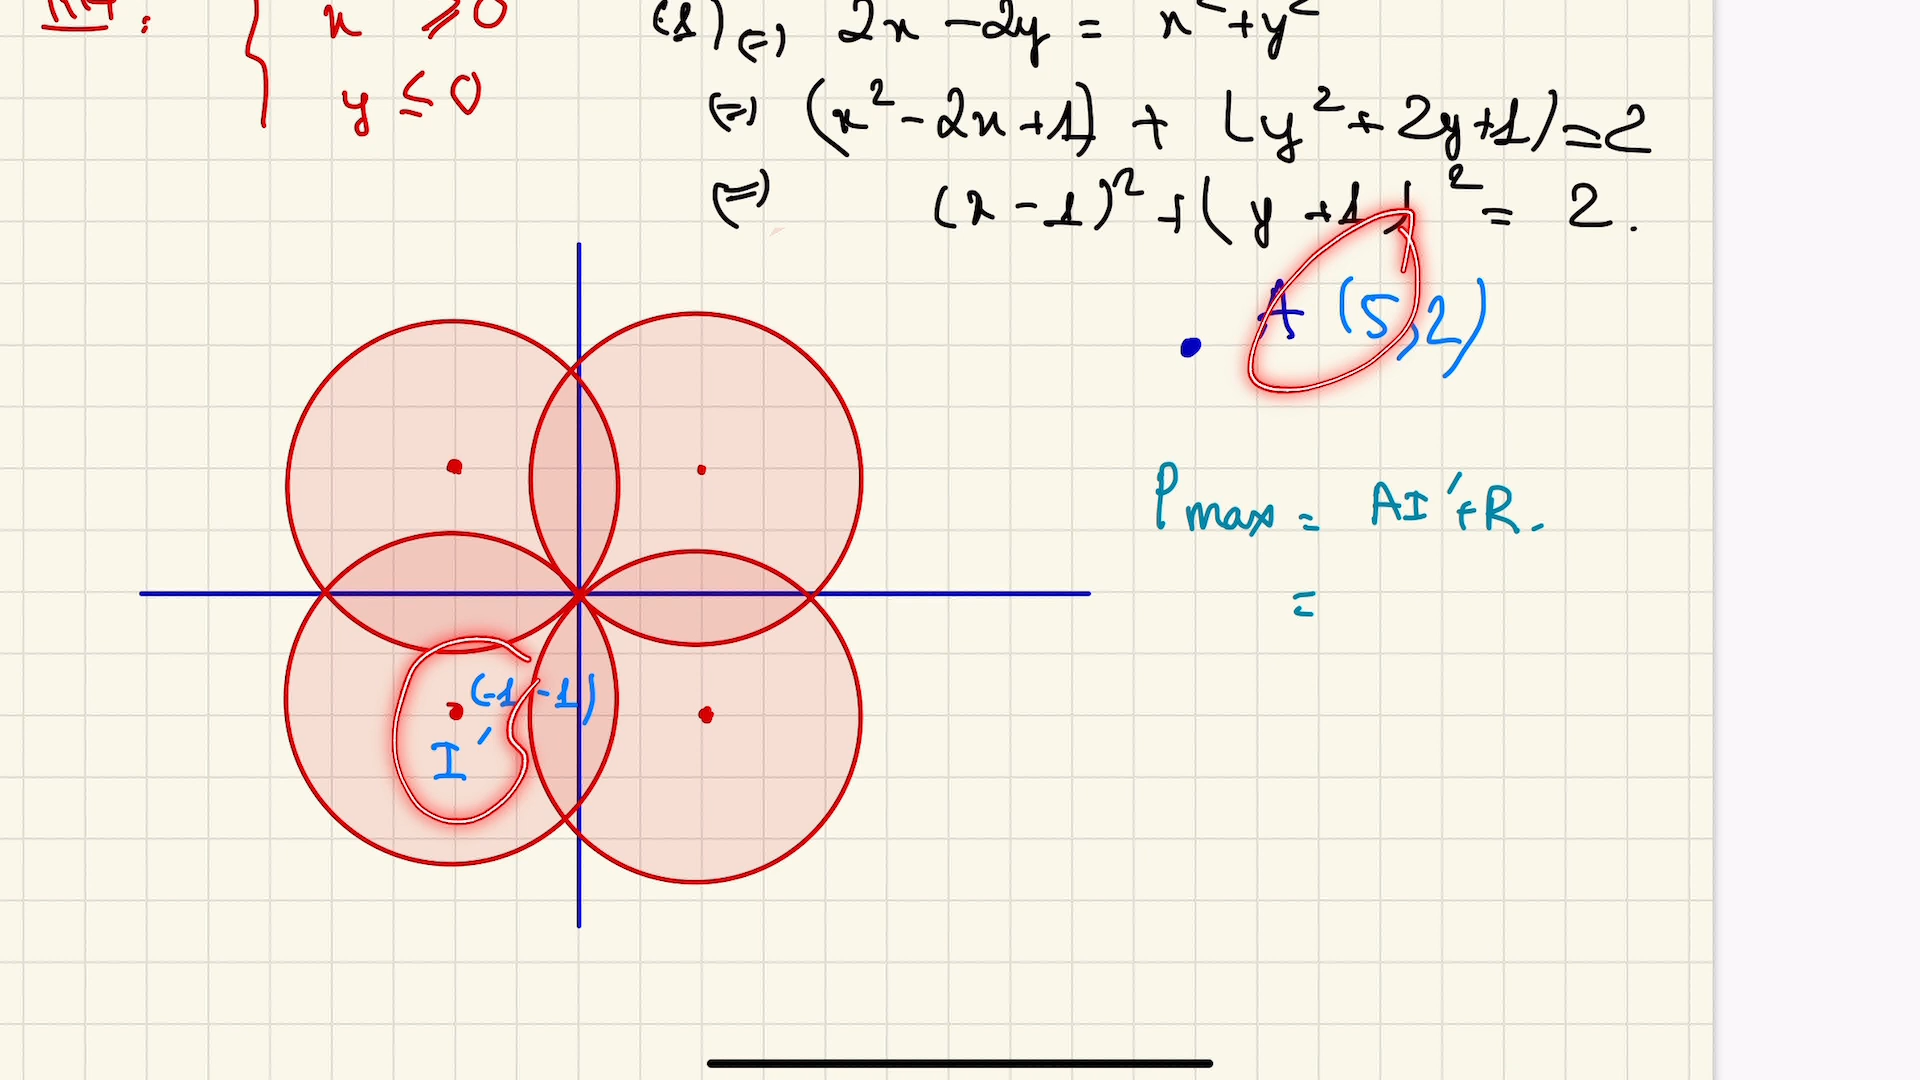 x ≥ 0
y ≤ 0
(1) (=) 2x - 2y = x² + y²
(=) (x² - 2x + 1) + (y² + 2y + 1) = 2
(=) (x - 1)² + (y + 1)² = 2.
A (5, 2)
Pmax = AI' + R.
=
(-1 -1)
I'